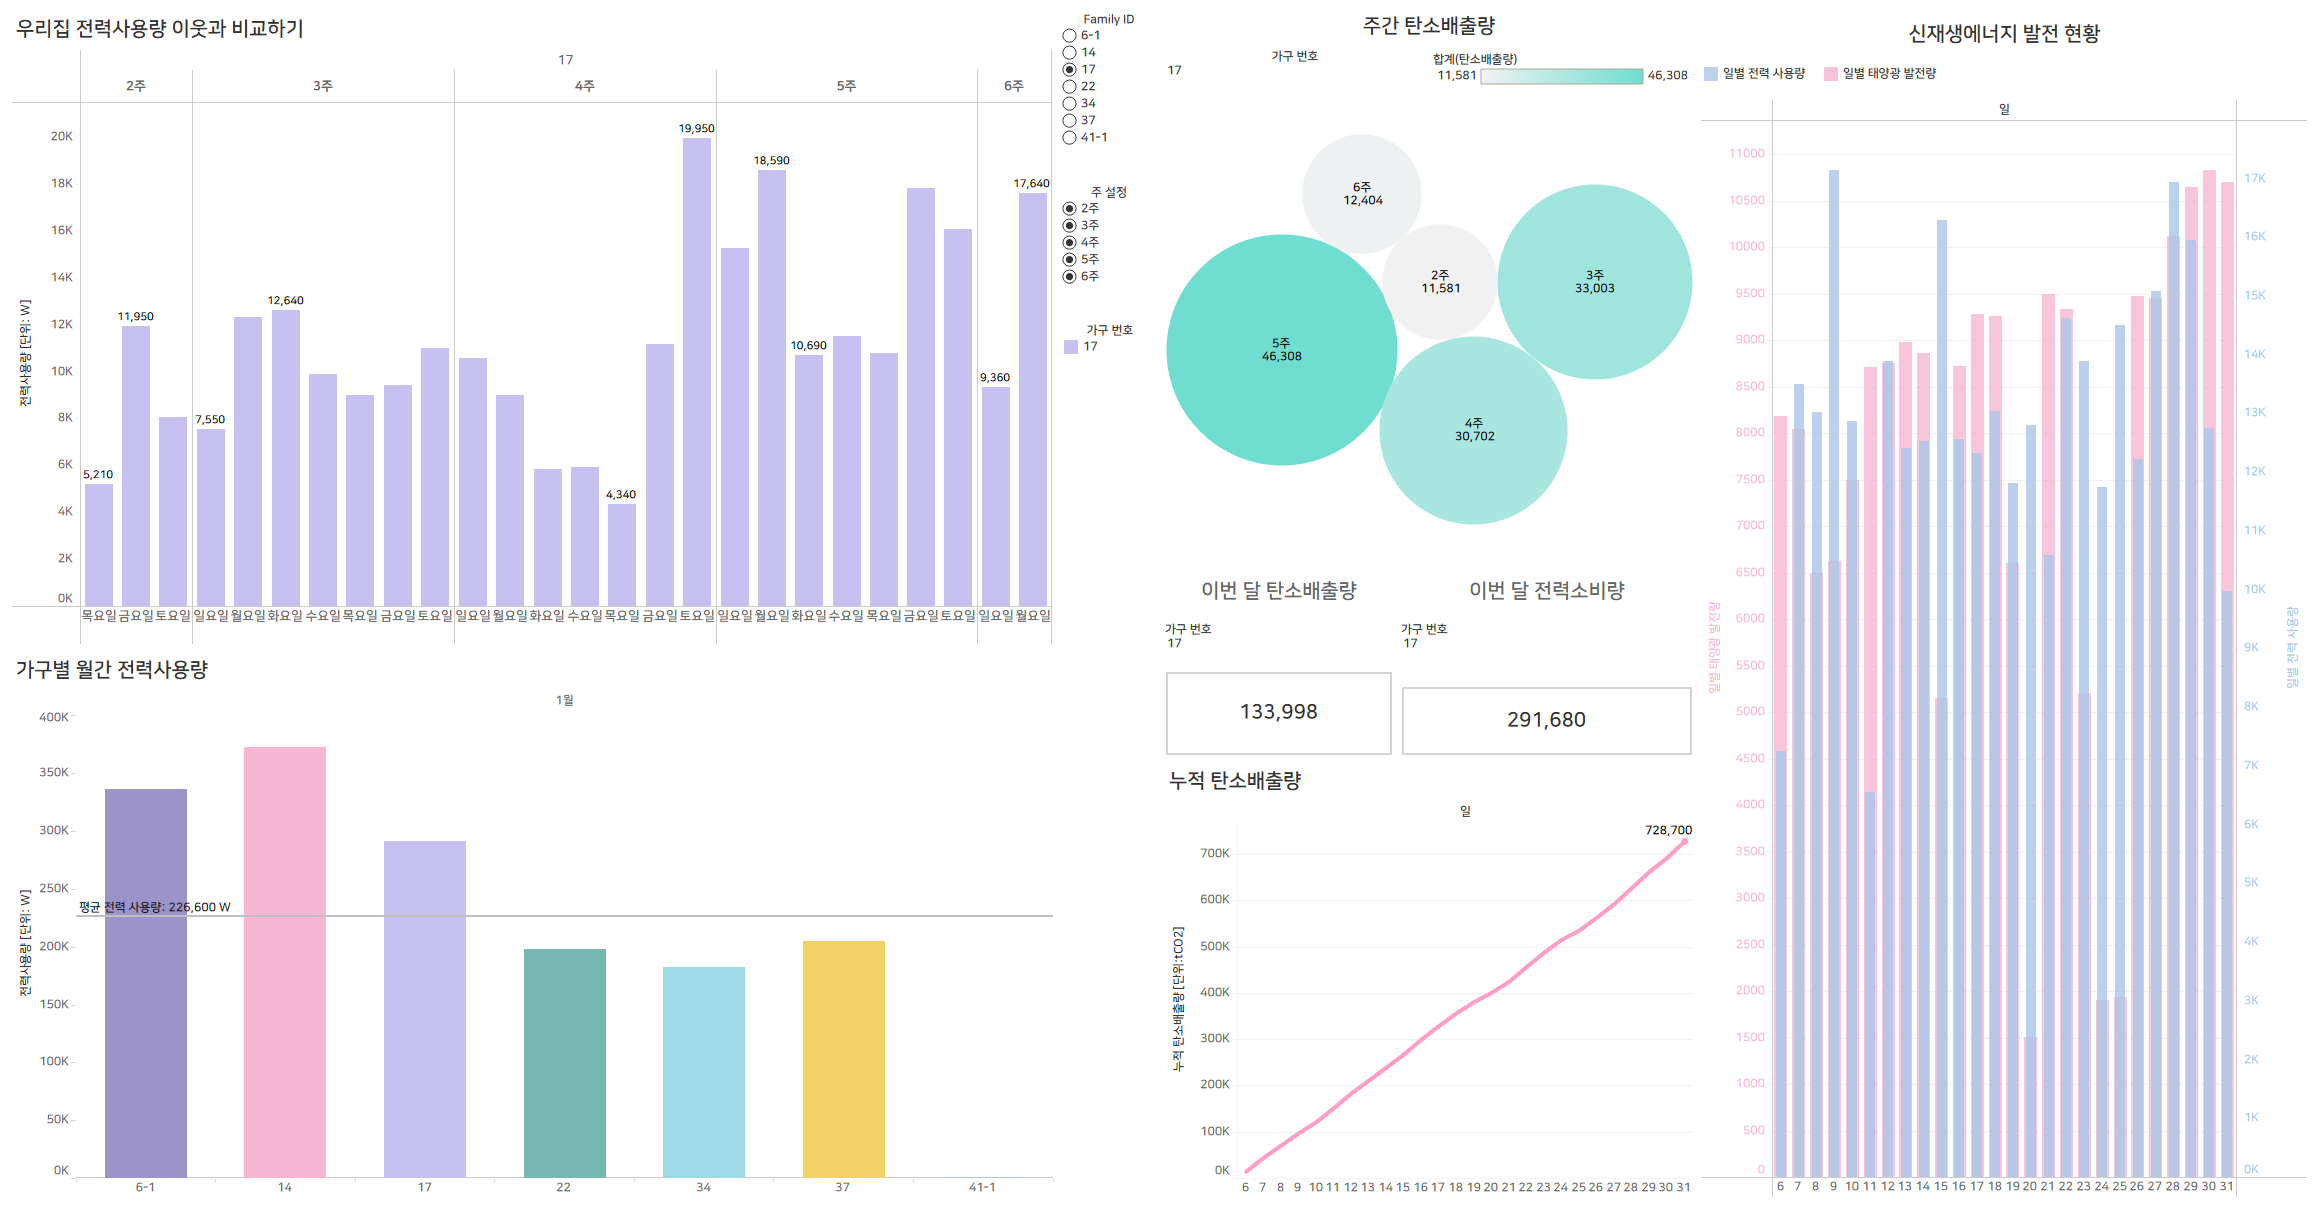 우리집 전력사용량 이웃과 비교하기
17
2주 3주 4주 5주 6주
전력사용량 [단위: W]
20K
18K
16K
14K
12K
10K
8K
6K
4K
2K
0K
5,210 11,950 7,550 12,640 4,340 19,950 18,590 10,690 9,360 17,640
목요일 금요일 토요일 일요일 월요일 화요일 수요일 목요일 금요일 토요일 일요일 월요일 화요일 수요일 목요일 금요일 토요일 일요일 월요일 화요일 수요일 목요일 금요일 토요일 일요일 월요일
Family ID
6-1
14
17
22
34
37
41-1
주 설정
2주
3주
4주
5주
6주
가구 번호
17
가구별 월간 전력사용량
1월
전력사용량 [단위: W]
400K
350K
300K
250K
200K
150K
100K
50K
0K
평균 전력 사용량: 226,600 W
6-1 14 17 22 34 37 41-1
주간 탄소배출량
가구 번호
17
합계(탄소배출량)
11,581 46,308
6주
12,404
2주
11,581
3주
33,003
5주
46,308
4주
30,702
이번 달 탄소배출량
가구 번호
17
133,998
이번 달 전력소비량
가구 번호
17
291,680
누적 탄소배출량
일
728,700
누적 탄소배출량 [단위:tCO2]
700K
600K
500K
400K
300K
200K
100K
0K
6 7 8 9 10 11 12 13 14 15 16 17 18 19 20 21 22 23 24 25 26 27 28 29 30 31
신재생에너지 발전 현황
일별 전력 사용량 일별 태양광 발전량
일
일별 태양광 발전량
11000
10500
10000
9500
9000
8500
8000
7500
7000
6500
6000
5500
5000
4500
4000
3500
3000
2500
2000
1500
1000
500
0
17K
16K
15K
14K
13K
12K
11K
10K
9K
8K
7K
6K
5K
4K
3K
2K
1K
0K
일별 전력 사용량
6 7 8 9 10 11 12 13 14 15 16 17 18 19 20 21 22 23 24 25 26 27 28 29 30 31